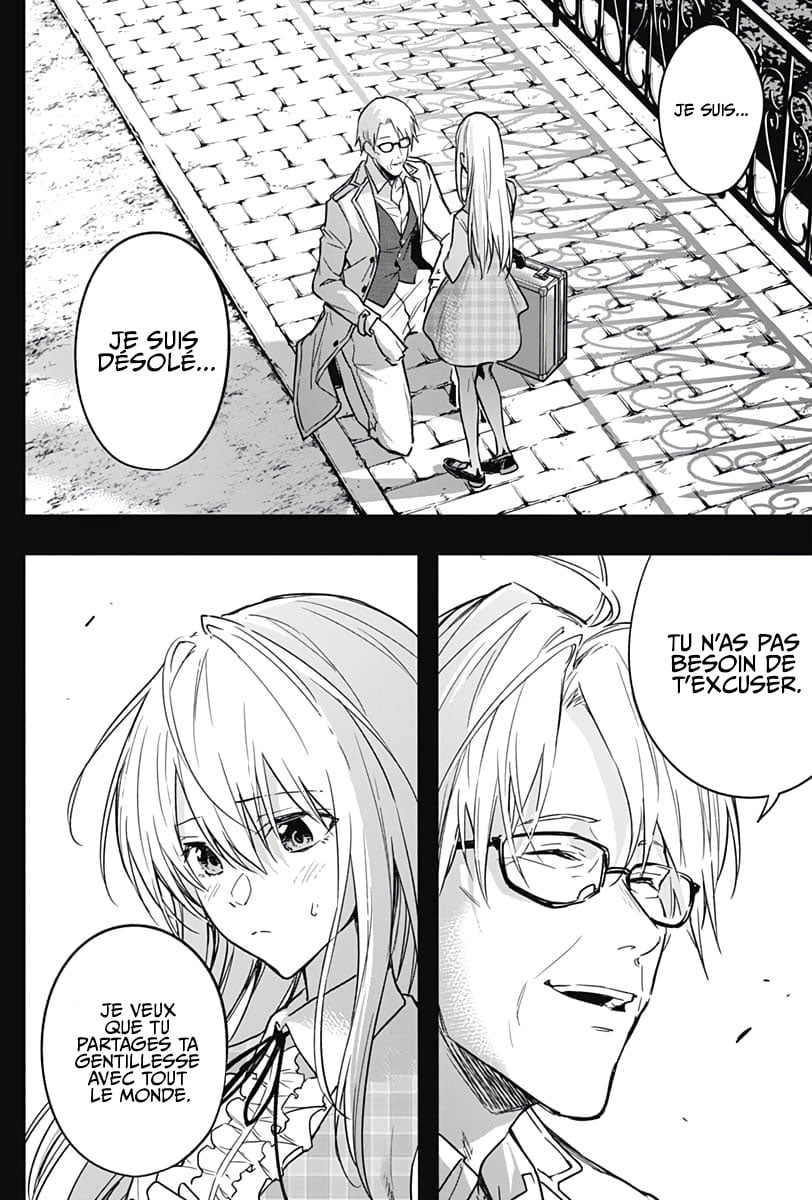 JE SUIS...
JE SUIS
DÉSOLÉ...
TU N'AS PAS
BESOIN DE
T'EXCUSER.
JE VEUX
QUE TU
PARTAGES TA
GENTILLESSE
AVEC TOUT
LE MONDE.